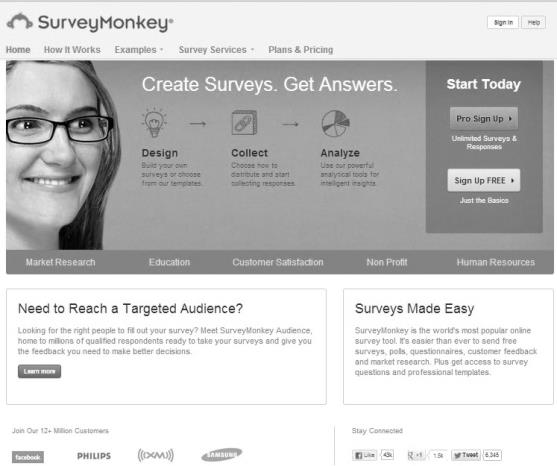 SurveyMonkey®
Sign In Help
Home How It Works Examples Survey Services Plans & Pricing
Create Surveys. Get Answers.
Design
Build your own
surveys or choose
from our templates.
Collect
Choose how to
distribute and start
collecting responses.
Analyze
Use our powerful
analytical tools for
intelligent insights.
Start Today
Pro Sign Up
Unlimited Surveys &
Responses
Sign Up FREE
Just the Basics
Market Research Education Customer Satisfaction Non Profit Human Resources
Need to Reach a Targeted Audience?
Looking for the right people to fill out your survey? Meet SurveyMonkey Audience,
home to millions of qualified respondents ready to take your surveys and give you
the feedback you need to make better decisions.
Learn more
Surveys Made Easy
SurveyMonkey is the world's most popular online
survey tool. It's easier than ever to send free
surveys, polls, questionnaires, customer feedback
and market research. Plus get access to survey
questions and professional templates.
Join Our 12+ Million Customers
facebook PHILIPS ((XM)) SAMSUNG
Stay Connected
Like 43k +1 1.5k Tweet 6,345